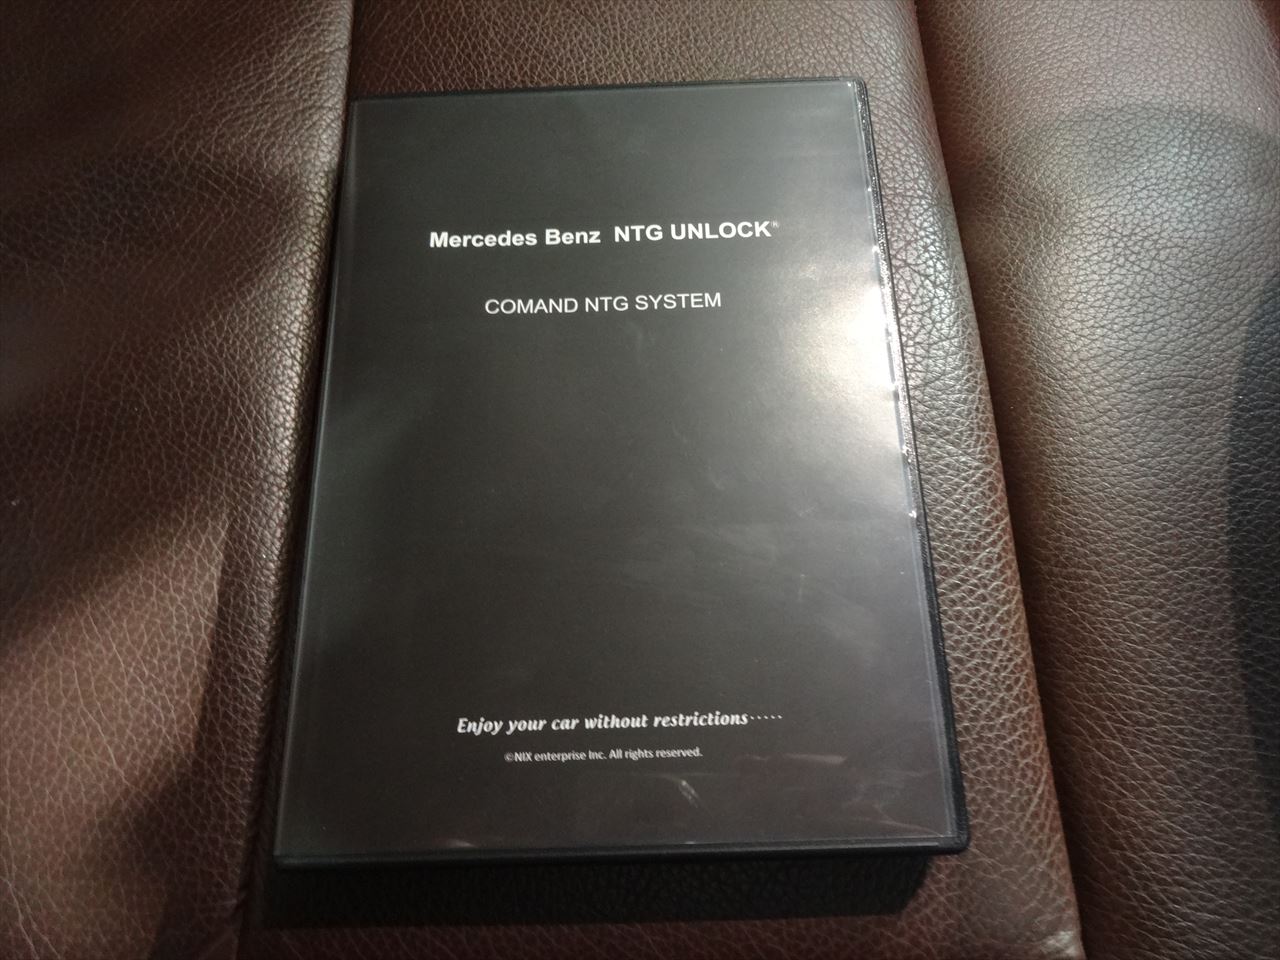 Mercedes Benz NTG UNLOCK®
COMAND NTG SYSTEM
Enjoy your car without restrictions·····
©NIX enterprise Inc. All rights reserved.